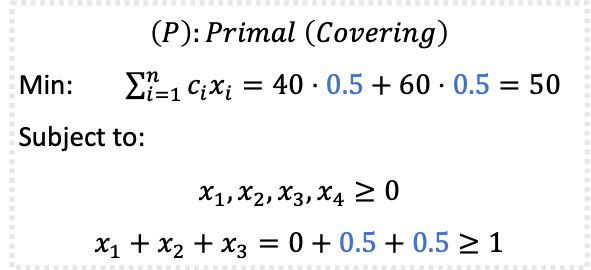 (P): Primal (Covering)
Min: ∑ⁿᵢ₌₁ cᵢxᵢ = 40 · 0.5 + 60 · 0.5 = 50
Subject to:
x₁, x₂, x₃, x₄ ≥ 0
x₁ + x₂ + x₃ = 0 + 0.5 + 0.5 ≥ 1